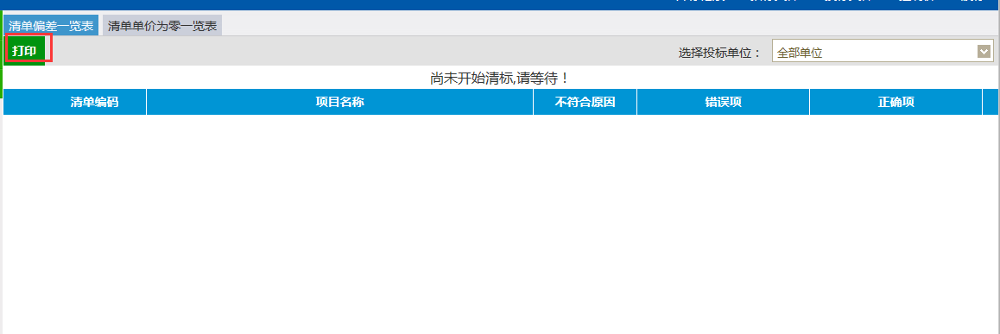 清单偏差一览表 清单单价为零一览表
打印 选择投标单位： 全部单位
尚未开始清标,请等待！
清单编码 项目名称 不符合原因 错误项 正确项